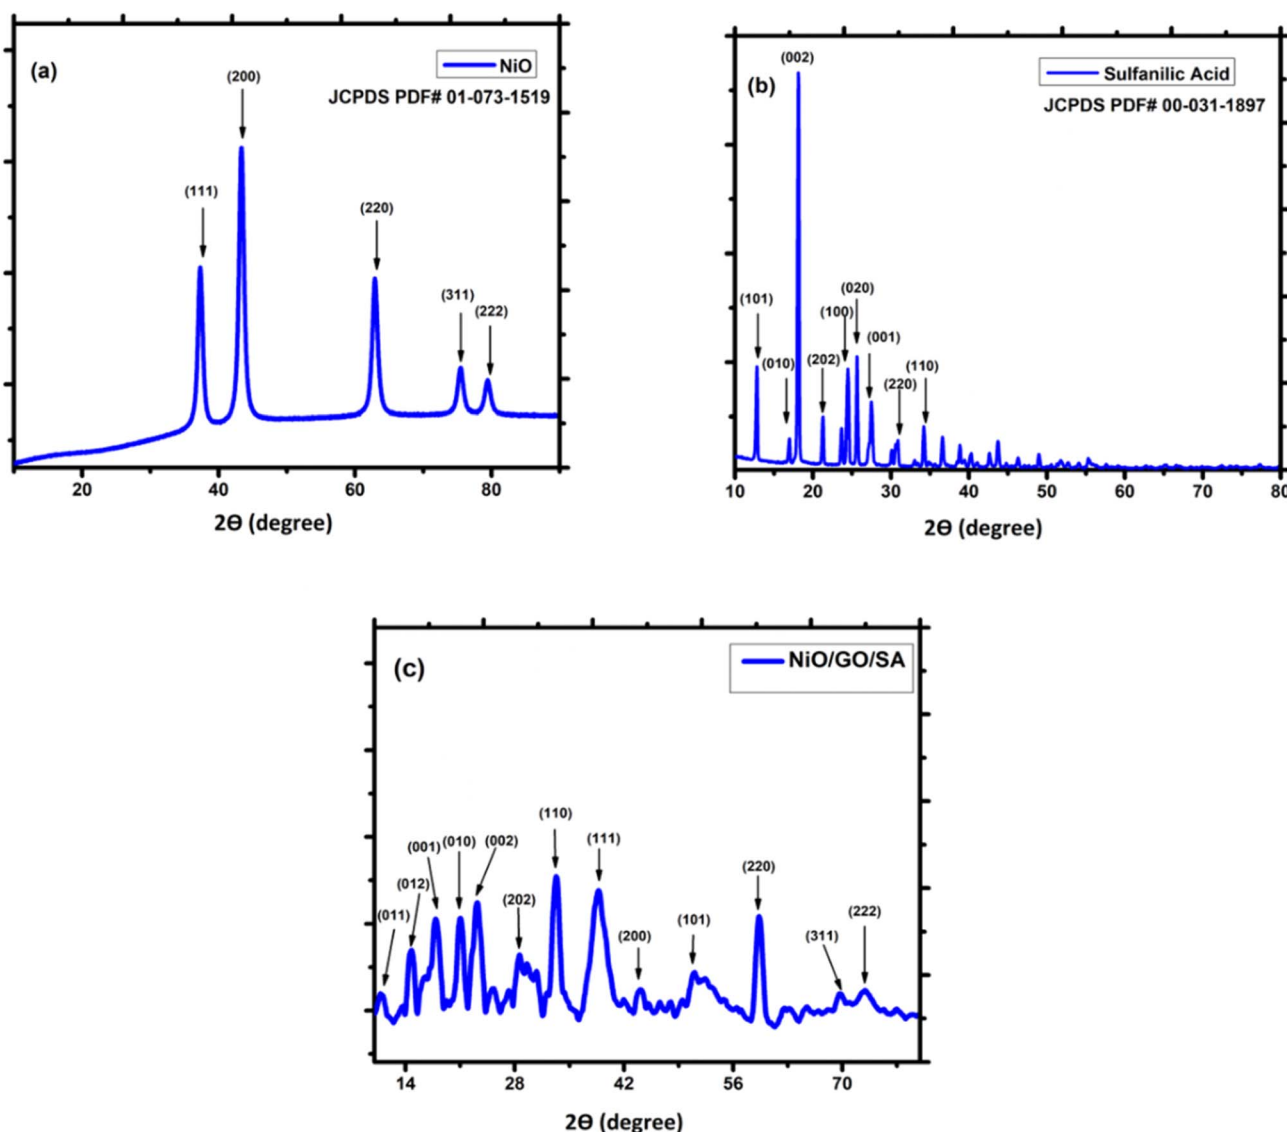 (a)
NiO
JCPDS PDF# 01-073-1519
(200)
(111)
(220)
(311)
(222)
20 40 60 80
2Ө (degree)
(b)
Sulfanilic Acid
JCPDS PDF# 00-031-1897
(002)
(101)
(020)
(100)
(001)
(010)
(202)
(220)
(110)
10 20 30 40 50 60 70 80
2Ө (degree)
(c)
NiO/GO/SA
(110)
(001)
(010)
(002)
(111)
(012)
(220)
(011)
(202)
(200)
(101)
(311)
(222)
14 28 42 56 70
2Ө (degree)